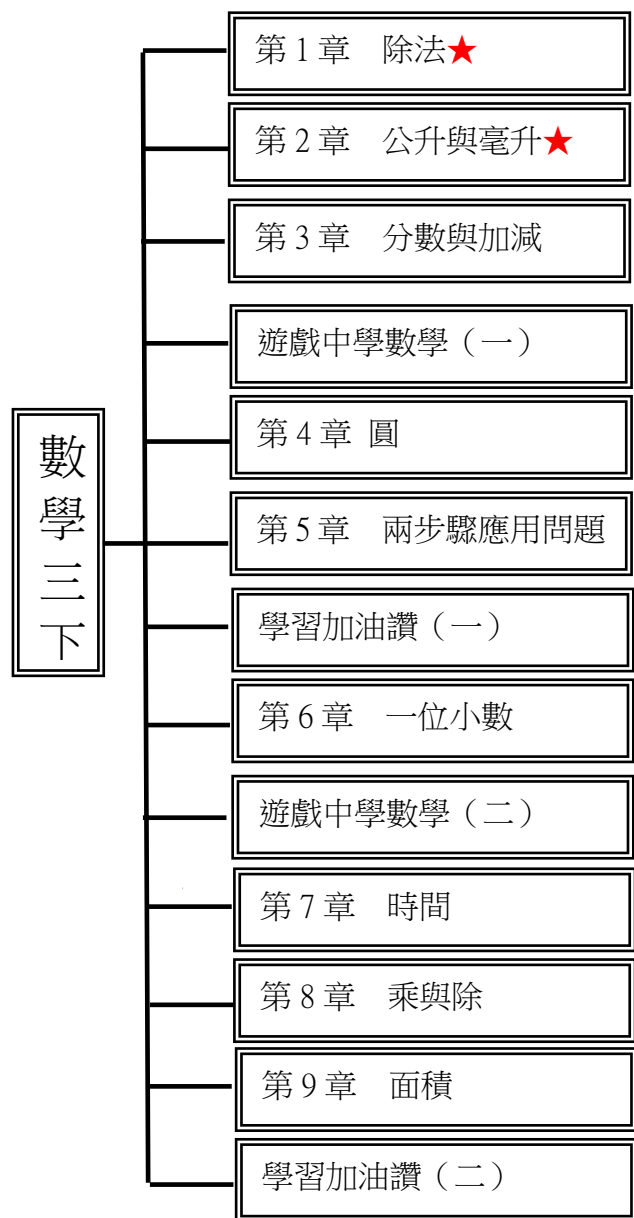 數學三下
第1章　除法★
第2章　公升與毫升★
第3章　分數與加減
遊戲中學數學（一）
第4章 圓
第5章　兩步驟應用問題
學習加油讚（一）
第6章　一位小數
遊戲中學數學（二）
第7章　時間
第8章　乘與除
第9章　面積
學習加油讚（二）